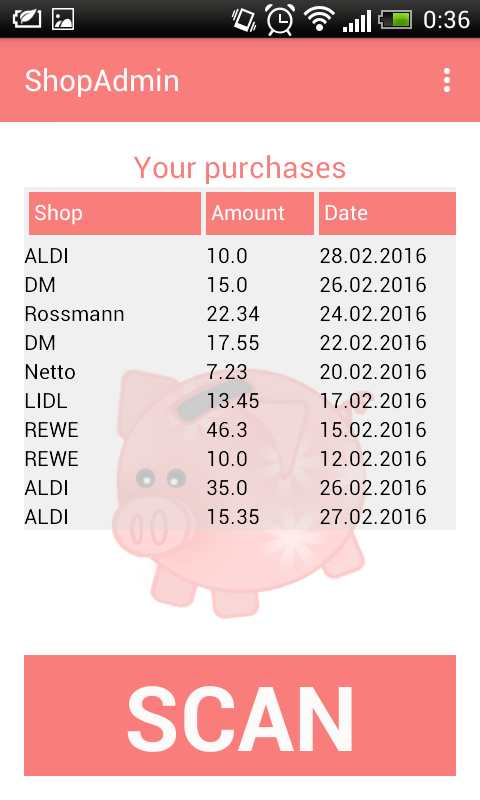 0:36
ShopAdmin
Your purchases
Shop Amount Date
ALDI 10.0 28.02.2016
DM 15.0 26.02.2016
Rossmann 22.34 24.02.2016
DM 17.55 22.02.2016
Netto 7.23 20.02.2016
LIDL 13.45 17.02.2016
REWE 46.3 15.02.2016
REWE 10.0 12.02.2016
ALDI 35.0 26.02.2016
ALDI 15.35 27.02.2016
SCAN